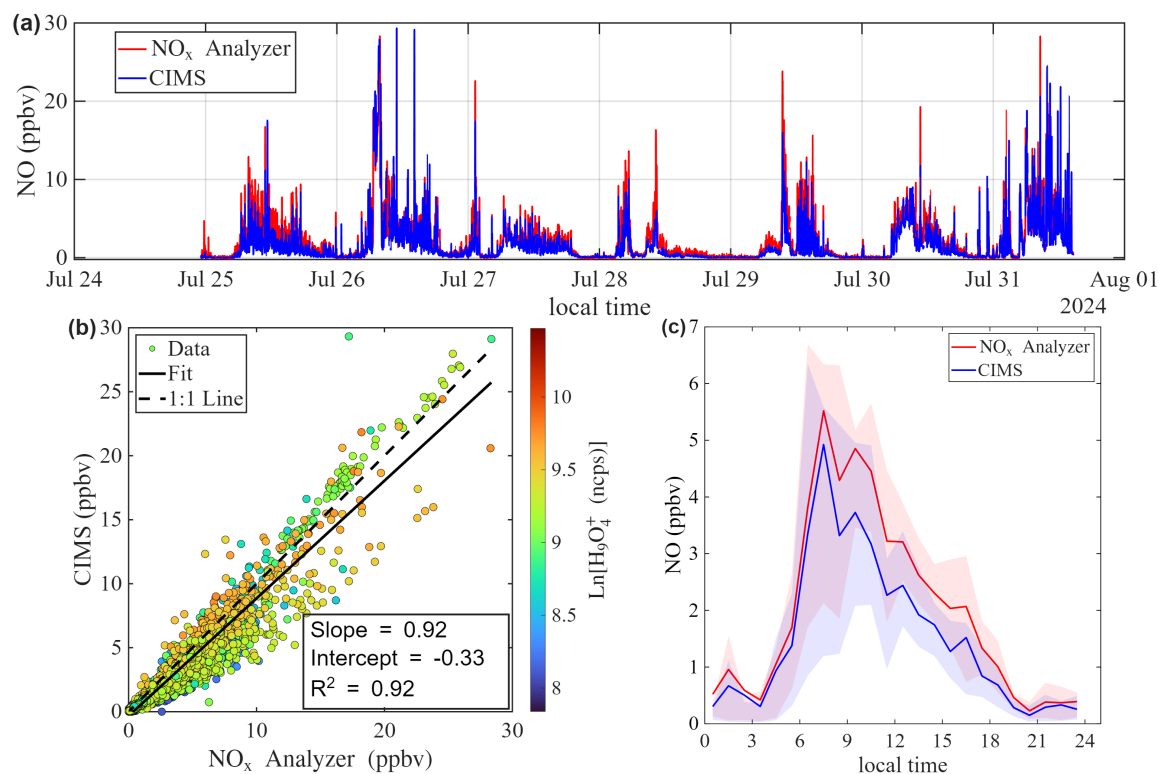 (a)
30
20
10
0
NO (ppbv)
NOx Analyzer
CIMS
Jul 24 Jul 25 Jul 26 Jul 27 Jul 28 Jul 29 Jul 30 Jul 31 Aug 01
local time
2024
(b)
30
25
20
15
10
5
0
CIMS (ppbv)
Data
Fit
1:1 Line
Slope = 0.92
Intercept = -0.33
R² = 0.92
0 10 20 30
NOx Analyzer (ppbv)
10
9.5
9
8.5
8
Ln[H₉O₄⁺ (ncps)]
(c)
7
6
5
4
3
2
1
0
NO (ppbv)
NOx Analyzer
CIMS
0 3 6 9 12 15 18 21 24
local time